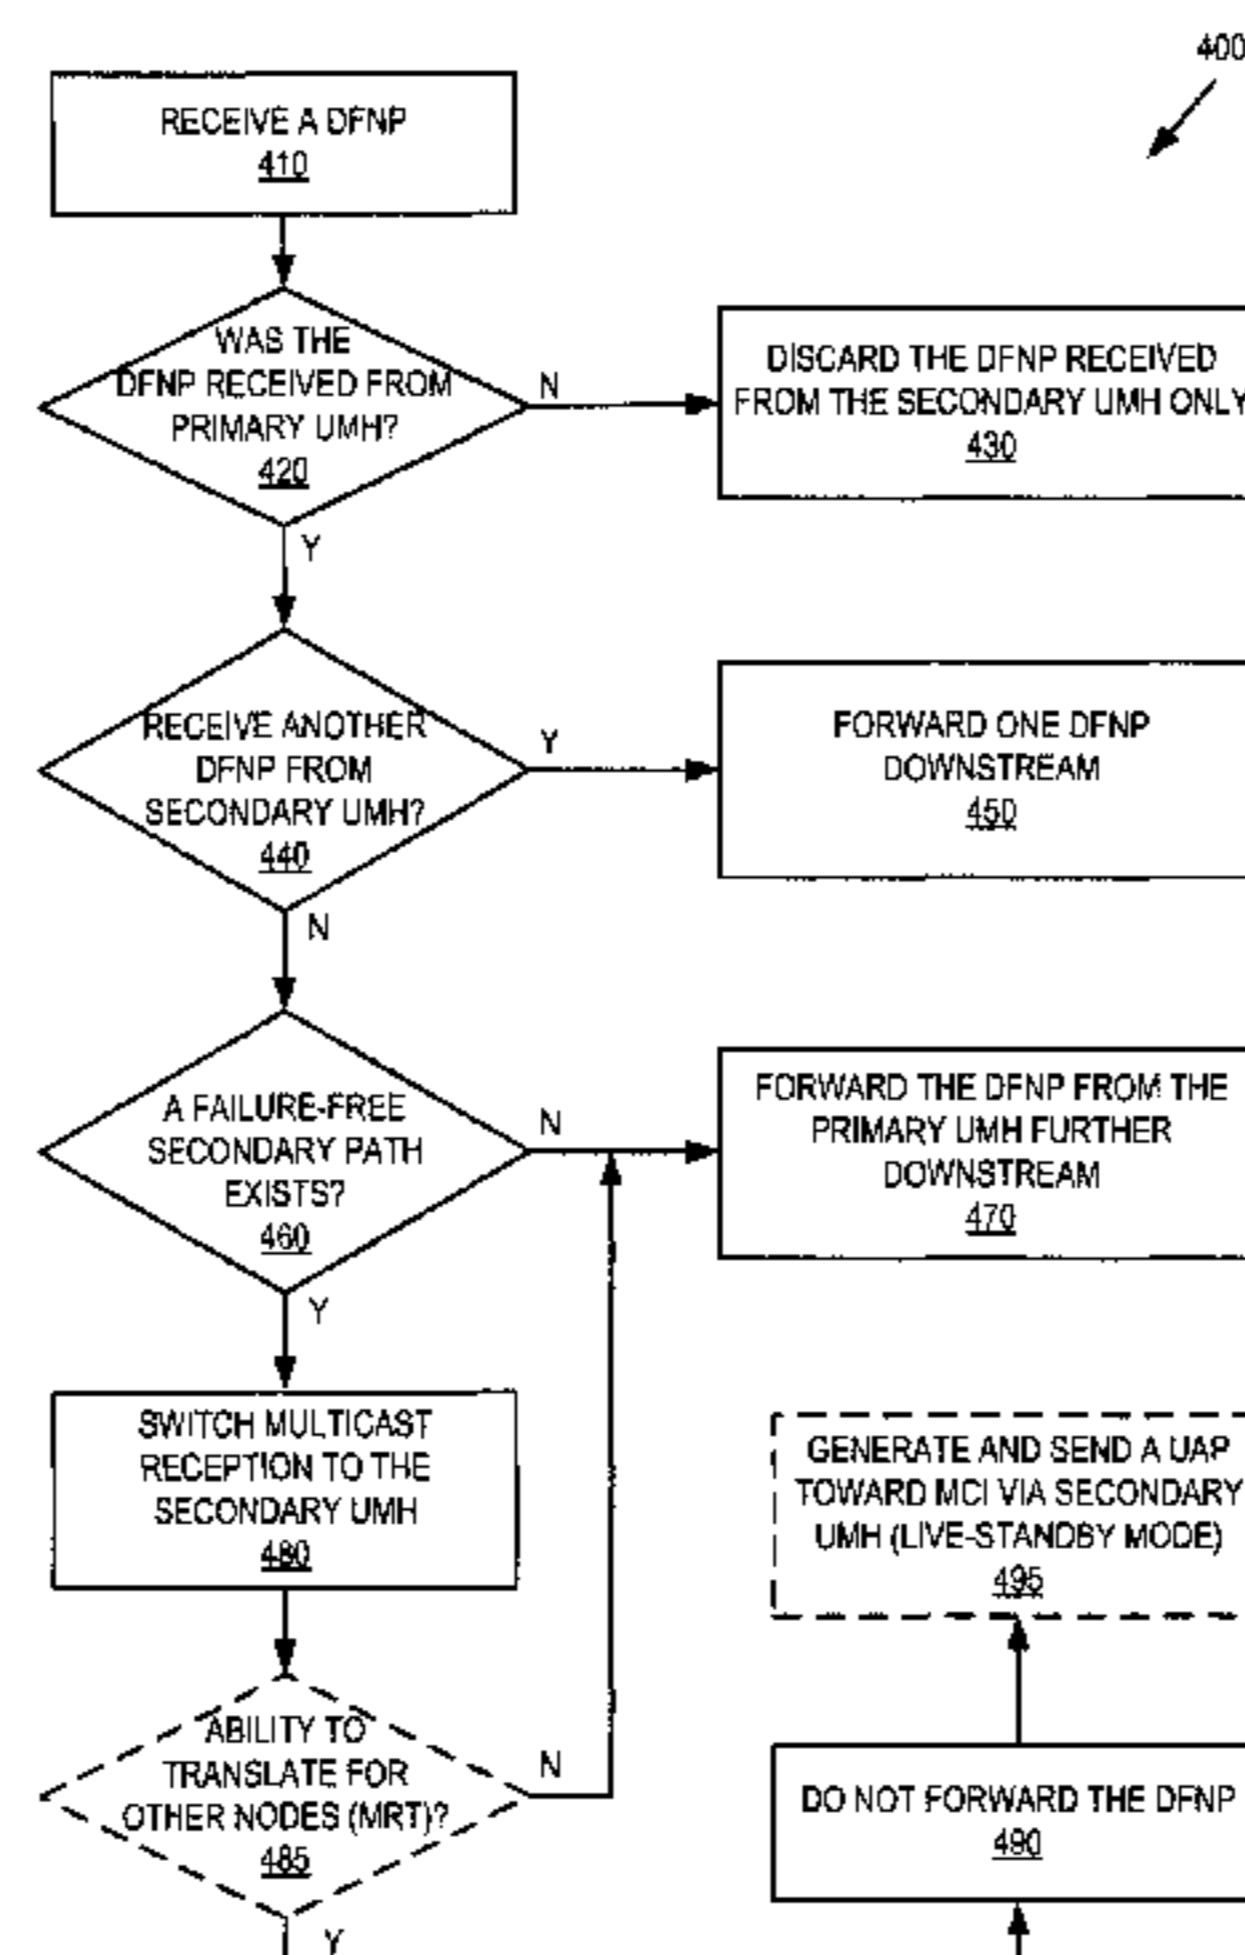 400
RECEIVE A DFNP
410
WAS THE
DFNP RECEIVED FROM
PRIMARY UMH?
420
N
Y
DISCARD THE DFNP RECEIVED
FROM THE SECONDARY UMH ONLY
430
RECEIVE ANOTHER
DFNP FROM
SECONDARY UMH?
440
Y
N
FORWARD ONE DFNP
DOWNSTREAM
450
A FAILURE-FREE
SECONDARY PATH
EXISTS?
460
N
Y
FORWARD THE DFNP FROM THE
PRIMARY UMH FURTHER
DOWNSTREAM
470
SWITCH MULTICAST
RECEPTION TO THE
SECONDARY UMH
480
GENERATE AND SEND A UAP
TOWARD MCI VIA SECONDARY
UMH (LIVE-STANDBY MODE)
495
ABILITY TO
TRANSLATE FOR
OTHER NODES (MRT)?
485
N
Y
DO NOT FORWARD THE DFNP
490